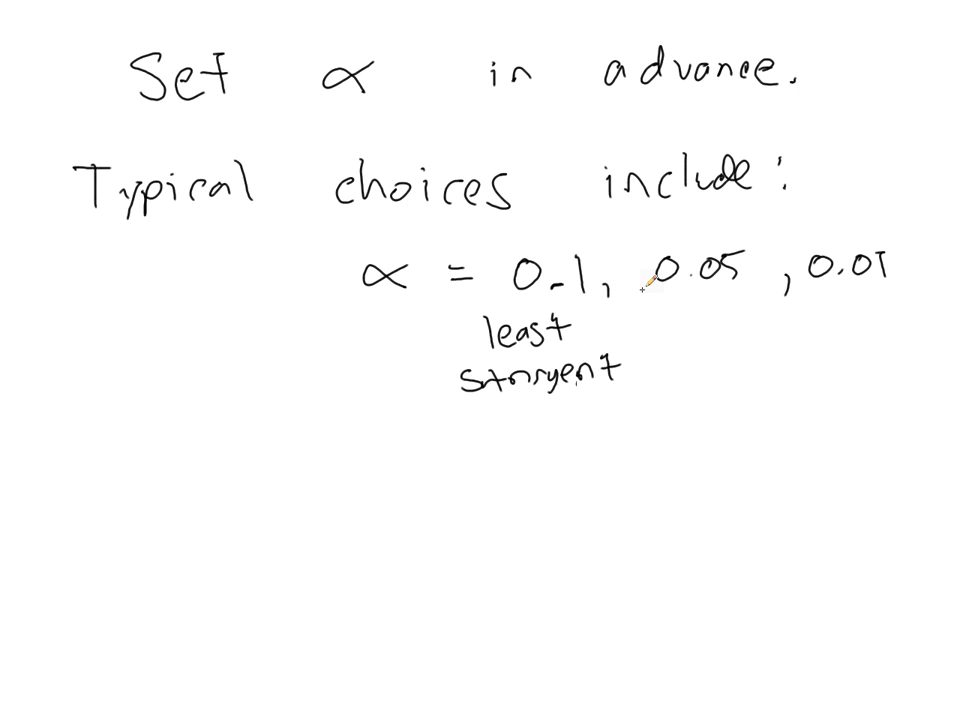 Set α in advance.
Typical choices include:
α = 0.1, 0.05, 0.01
least
stringent